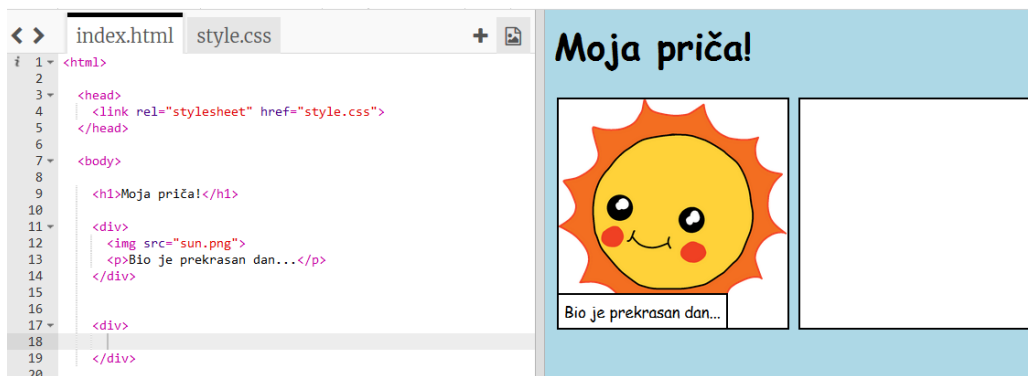 index.html style.css
i 1 <html>
2
3 <head>
4 <link rel="stylesheet" href="style.css">
5 </head>
6
7 <body>
8
9 <h1>Moja priča!</h1>
10
11 <div>
12 <img src="sun.png">
13 <p>Bio je prekrasan dan...</p>
14 </div>
15
16
17 <div>
18
19 </div>
20
Moja priča!
Bio je prekrasan dan...